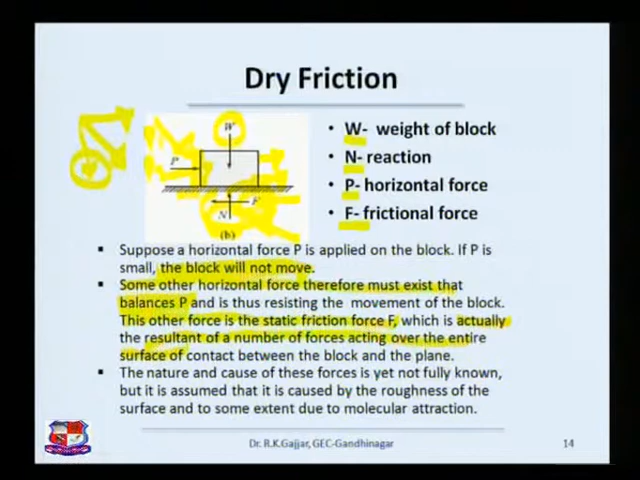 Dry Friction
W
P
F
N
(b)
• W- weight of block
• N- reaction
• P- horizontal force
• F- frictional force
▪ Suppose a horizontal force P is applied on the block. If P is
small, the block will not move.
▪ Some other horizontal force therefore must exist that
balances P and is thus resisting the movement of the block.
This other force is the static friction force F, which is actually
the resultant of a number of forces acting over the entire
surface of contact between the block and the plane.
▪ The nature and cause of these forces is yet not fully known,
but it is assumed that it is caused by the roughness of the
surface and to some extent due to molecular attraction.
Dr. R.K.Gajjar, GEC-Gandhinagar
14